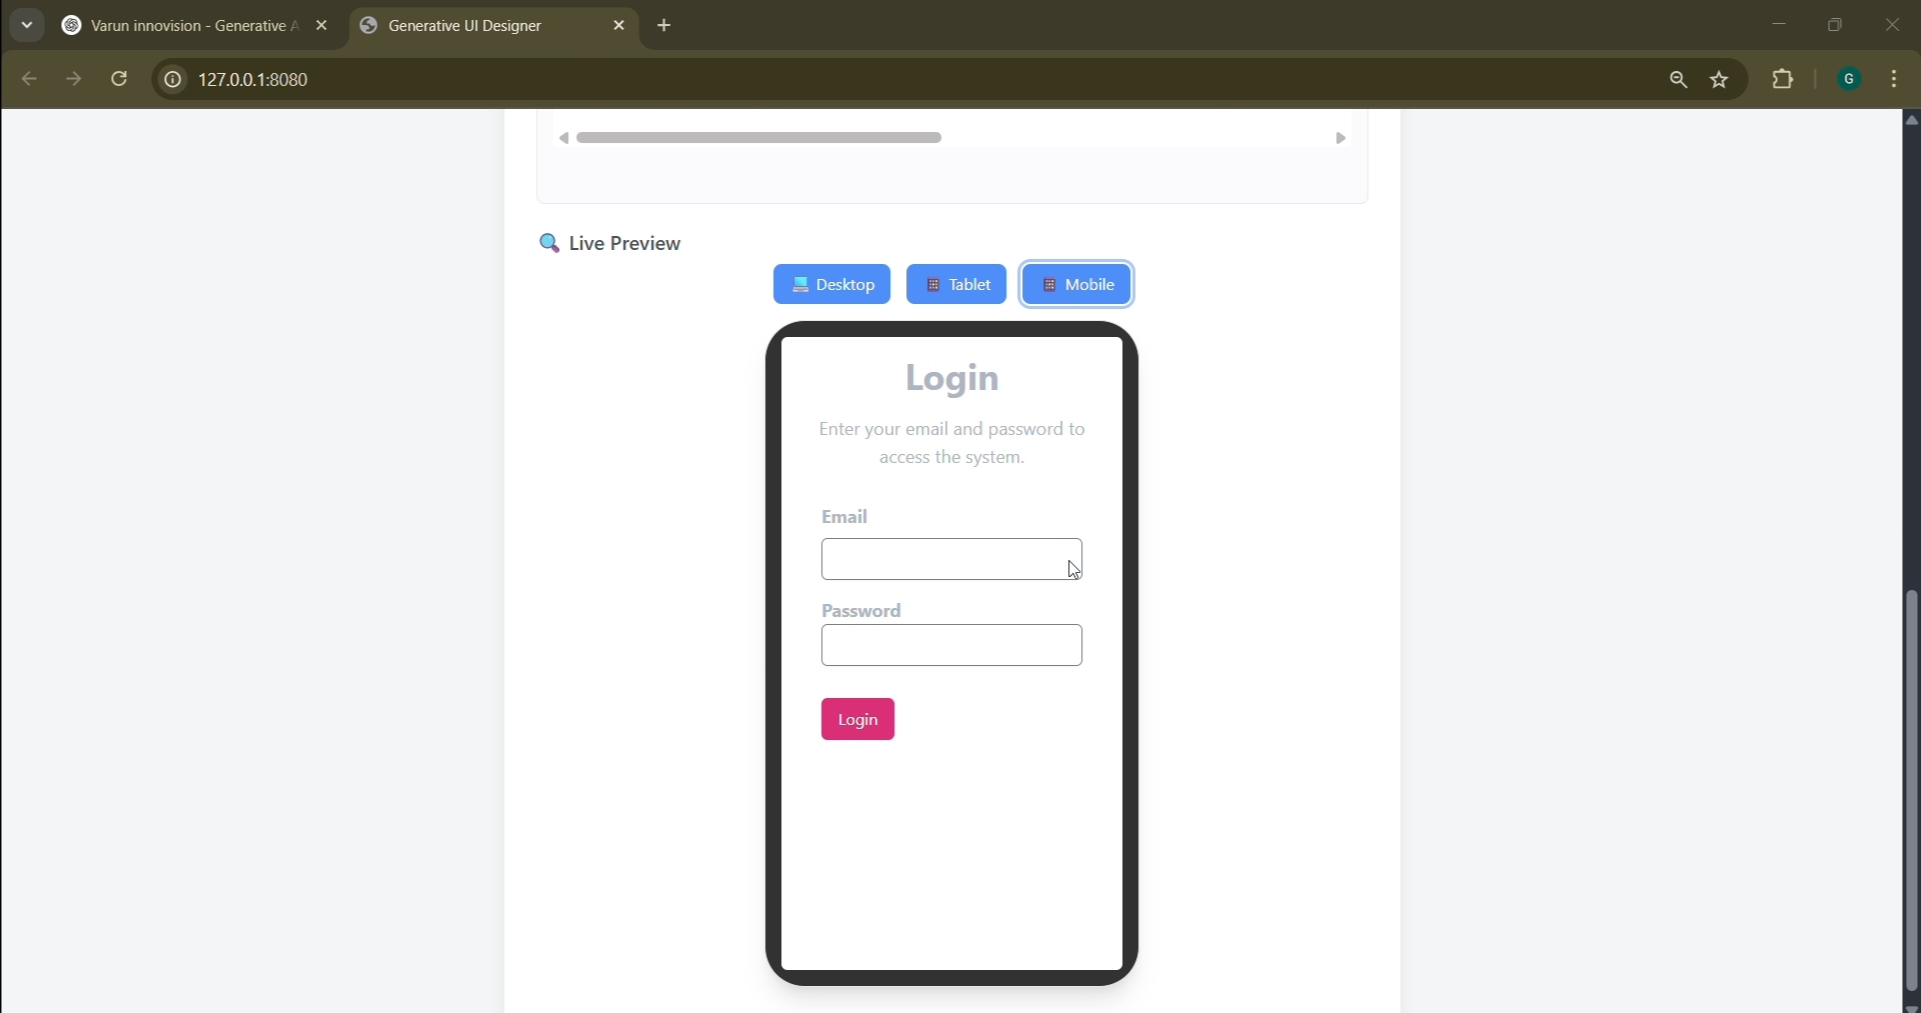 Varun innovision - Generative A
Generative UI Designer
127.0.0.1:8080
G
Live Preview
Desktop
Tablet
Mobile
Login
Enter your email and password to
access the system.
Email
Password
Login